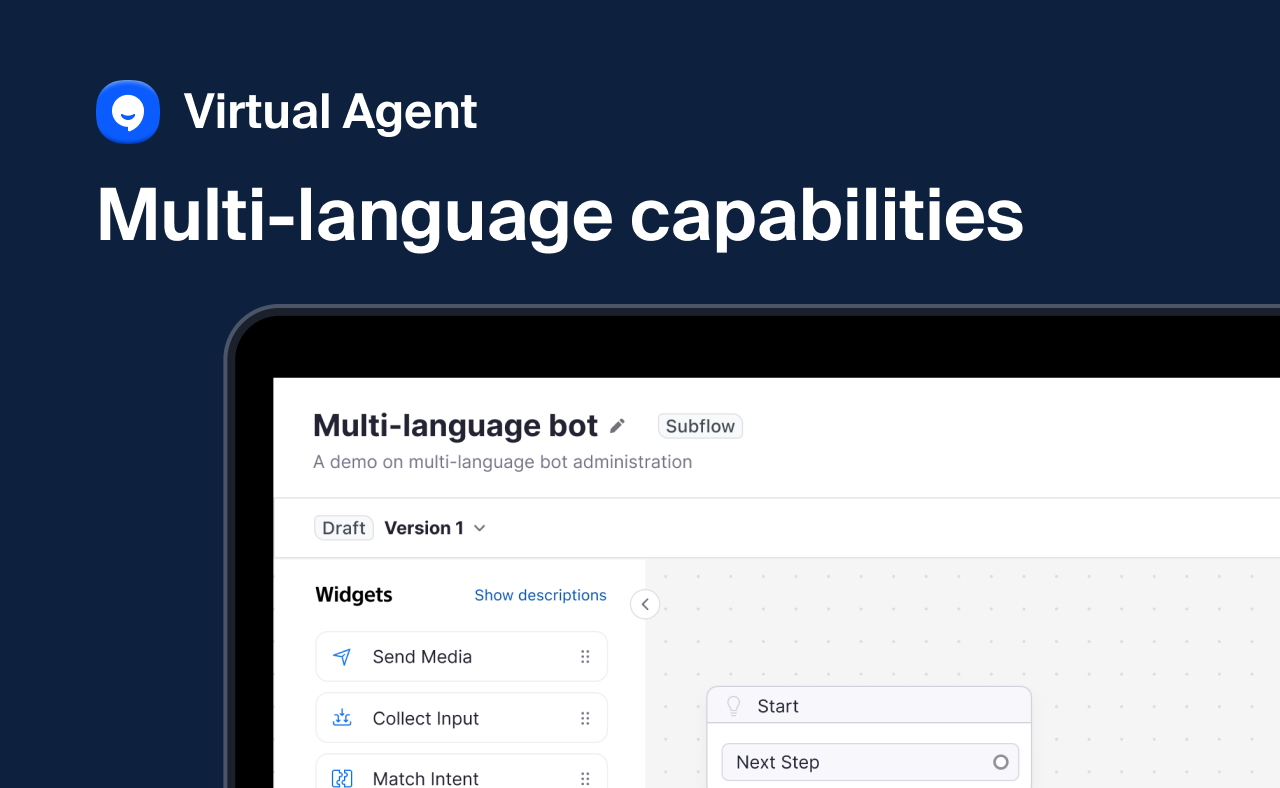 Virtual Agent
Multi-language capabilities
Multi-language bot Subflow
A demo on multi-language bot administration
Draft Version 1
Widgets Show descriptions
Send Media
Collect Input
Match Intent
Start
Next Step